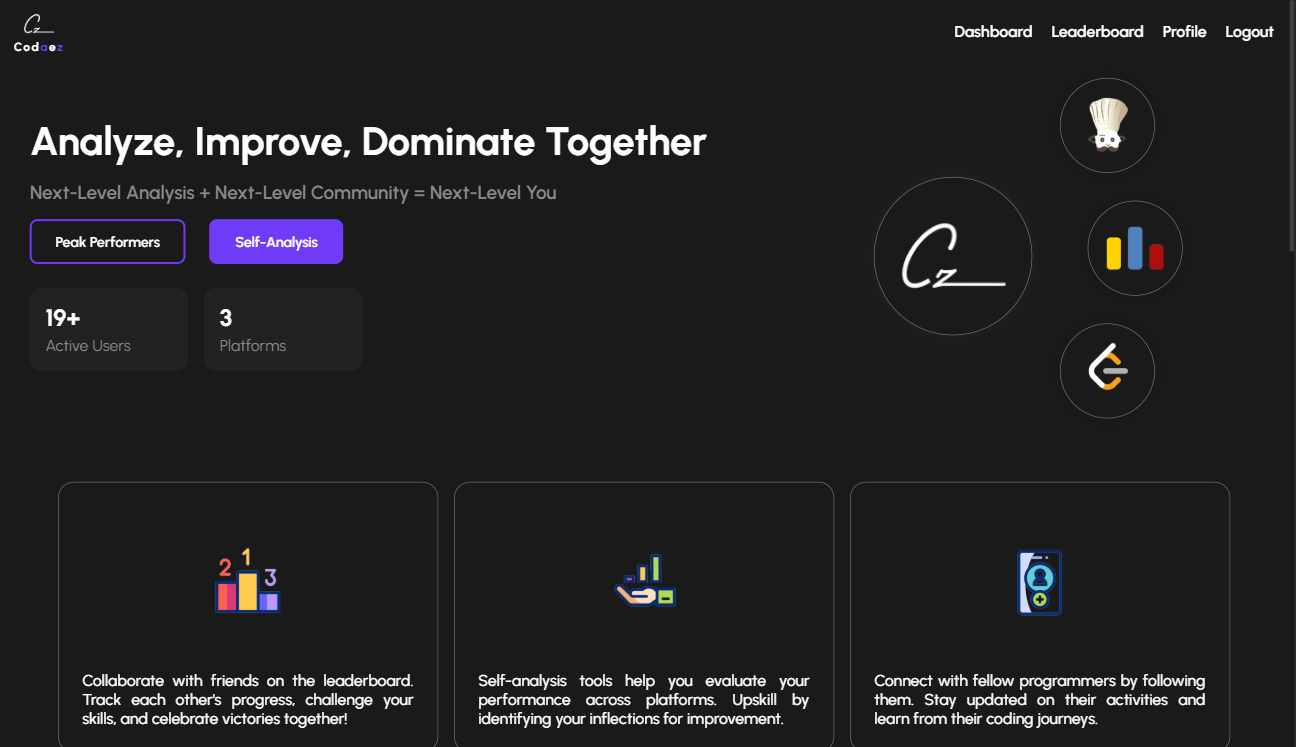 Cz
Codaez
Dashboard Leaderboard Profile Logout
Analyze, Improve, Dominate Together
Next-Level Analysis + Next-Level Community = Next-Level You
Peak Performers Self-Analysis
19+ 3
Active Users Platforms
Cz
2 1 3
Collaborate with friends on the leaderboard.
Track each other's progress, challenge your
skills, and celebrate victories together!
Self-analysis tools help you evaluate your
performance across platforms. Upskill by
identifying your inflections for improvement.
Connect with fellow programmers by following
them. Stay updated on their activities and
learn from their coding journeys.